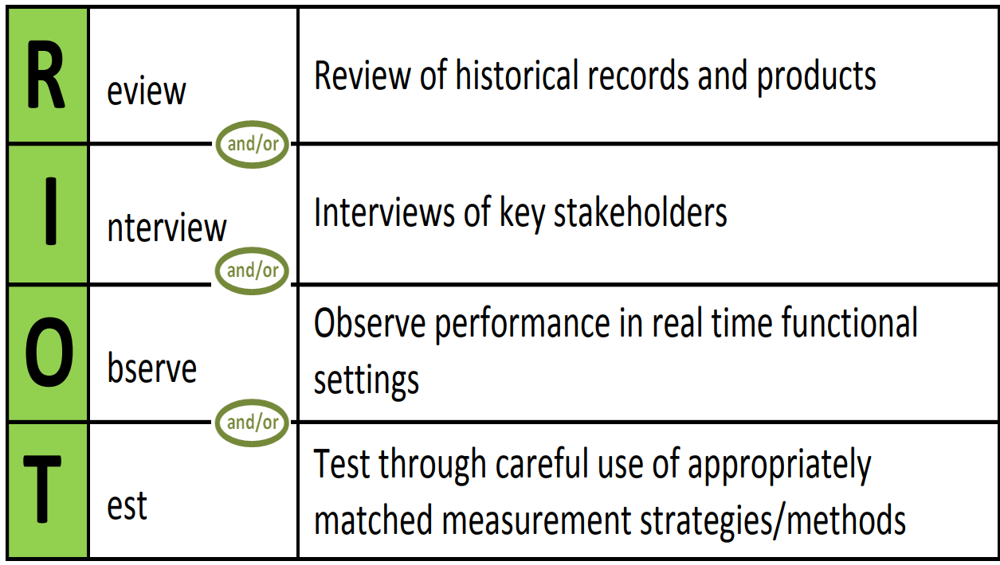 R eview Review of historical records and products
and/or
I nterview Interviews of key stakeholders
and/or
O bserve Observe performance in real time functional
settings
and/or
T est Test through careful use of appropriately
matched measurement strategies/methods